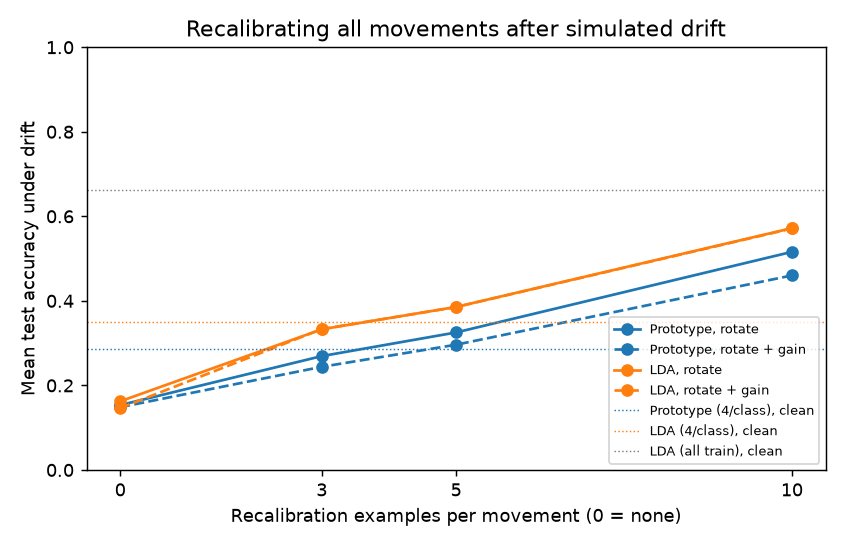 Recalibrating all movements after simulated drift
Mean test accuracy under drift
1.0
0.8
0.6
0.4
0.2
0.0
0
3
5
10
Recalibration examples per movement (0 = none)
Prototype, rotate
Prototype, rotate + gain
LDA, rotate
LDA, rotate + gain
Prototype (4/class), clean
LDA (4/class), clean
LDA (all train), clean